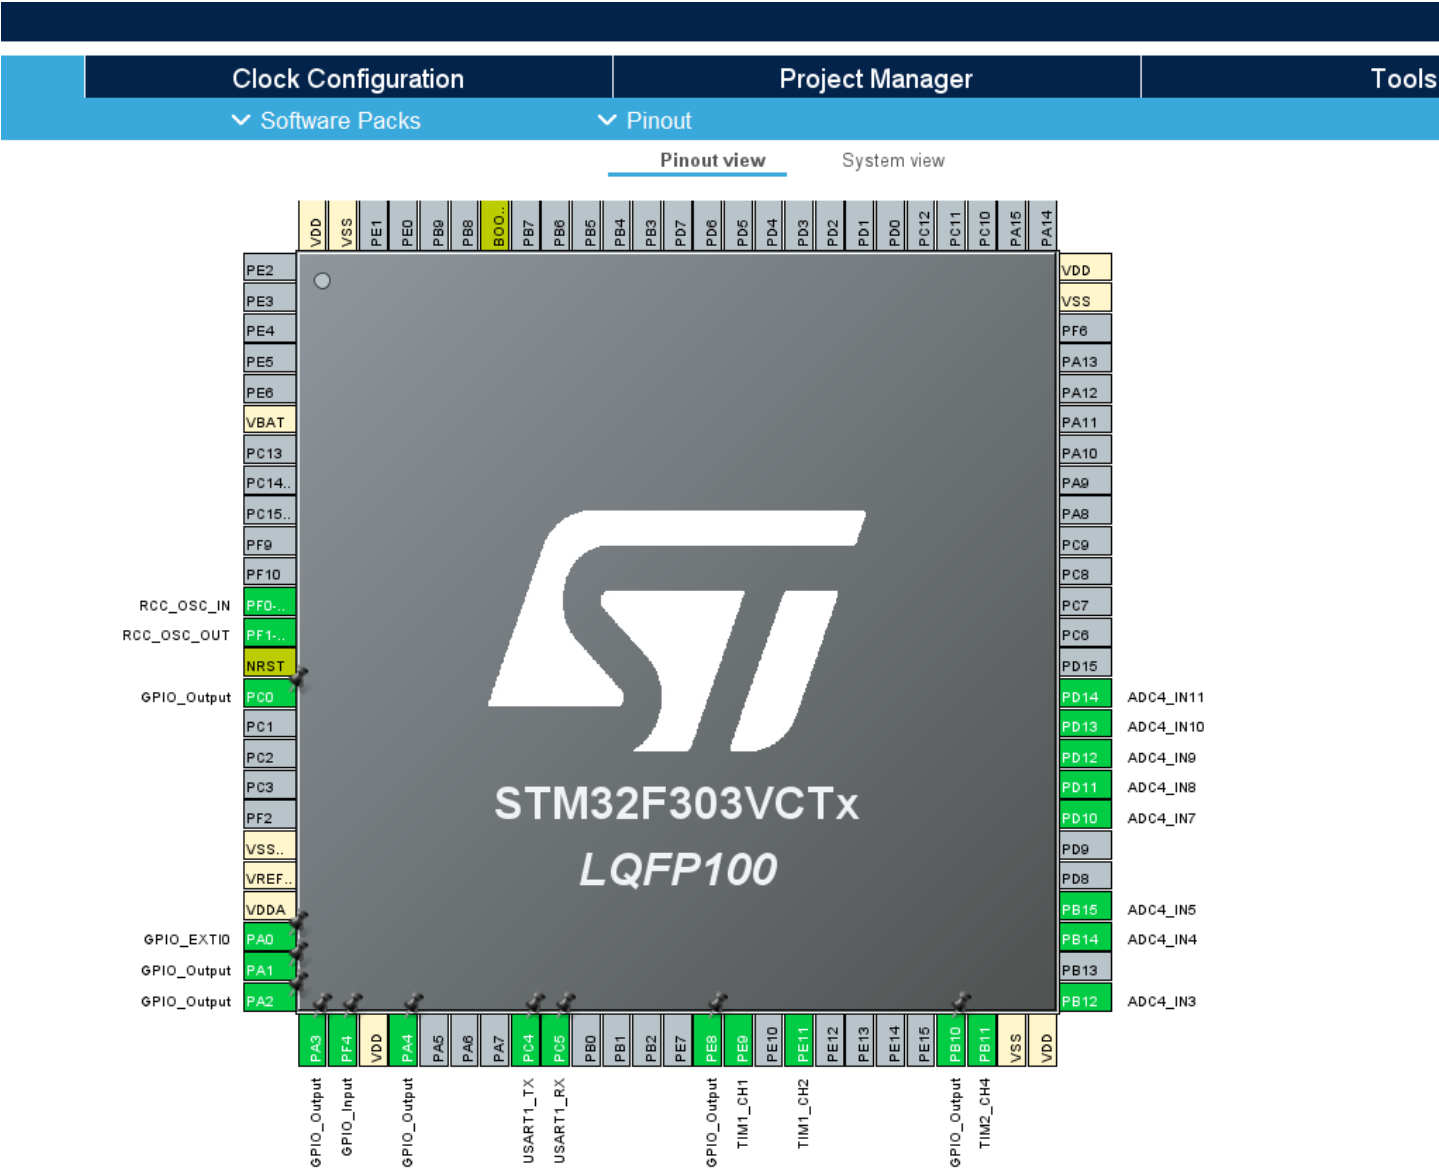 Clock Configuration
Project Manager
Tools
Software Packs
Pinout
Pinout view
System view
VDD
VSS
PE1
PE0
PB9
PB8
BOO..
PB7
PB6
PB5
PB4
PB3
PD7
PD6
PD5
PD4
PD3
PD2
PD1
PD0
PC12
PC11
PC10
PA15
PA14
PE2
PE3
PE4
PE5
PE6
VBAT
PC13
PC14..
PC15..
PF9
PF10
RCC_OSC_IN PF0-..
RCC_OSC_OUT PF1-..
NRST
GPIO_Output PC0
PC1
PC2
PC3
PF2
VSS..
VREF..
VDDA
GPIO_EXTI0 PA0
GPIO_Output PA1
GPIO_Output PA2
STM32F303VCTx
LQFP100
VDD
VSS
PF6
PA13
PA12
PA11
PA10
PA9
PA8
PC9
PC8
PC7
PC6
PD15
PD14 ADC4_IN11
PD13 ADC4_IN10
PD12 ADC4_IN9
PD11 ADC4_IN8
PD10 ADC4_IN7
PD9
PD8
PB15 ADC4_IN5
PB14 ADC4_IN4
PB13
PB12 ADC4_IN3
PA3
PF4
VDD
PA4
PA5
PA6
PA7
PC4
PC5
PB0
PB1
PB2
PE7
PE8
PE9
PE10
PE11
PE12
PE13
PE14
PE15
PB10
PB11
VSS
VDD
GPIO_Output
GPIO_Input
GPIO_Output
USART1_TX
USART1_RX
GPIO_Output
TIM1_CH1
TIM1_CH2
GPIO_Output
TIM2_CH4